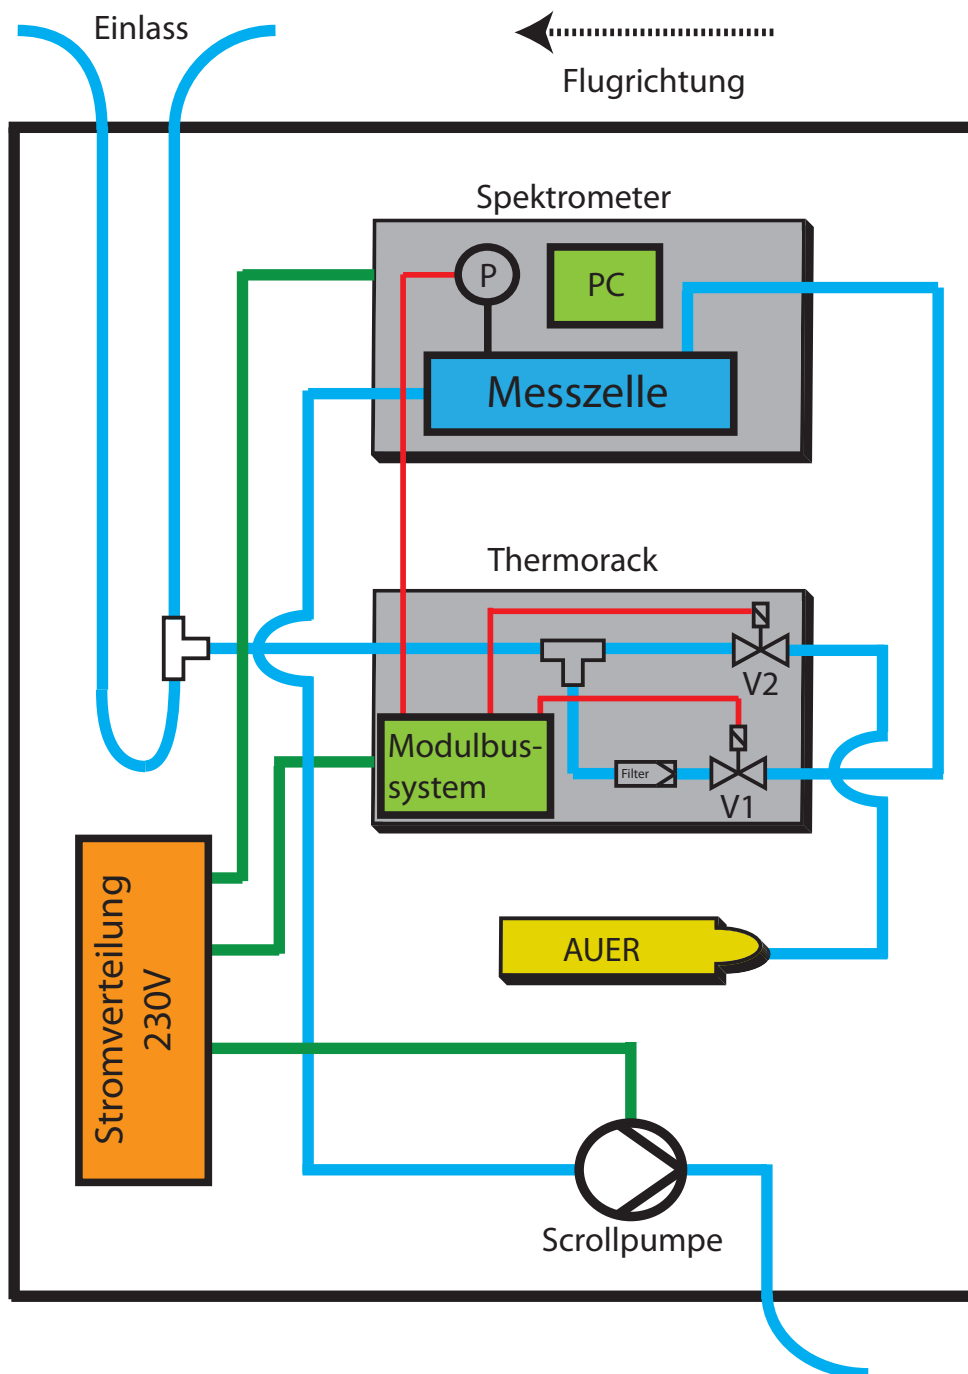 Einlass
Flugrichtung
Spektrometer
P
PC
Messzelle
Thermorack
V2
Modulbus-
system
Filter
V1
Stromverteilung
230V
AUER
Scrollpumpe